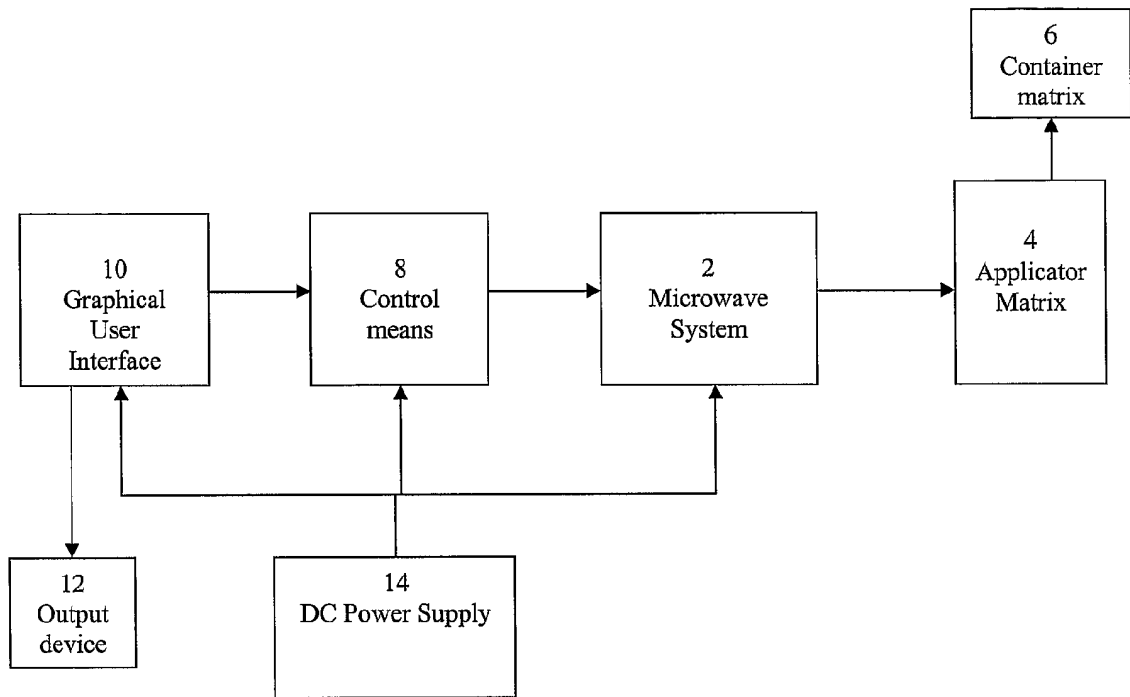 6
Container
matrix
10
Graphical
User
Interface
8
Control
means
2
Microwave
System
4
Applicator
Matrix
12
Output
device
14
DC Power Supply